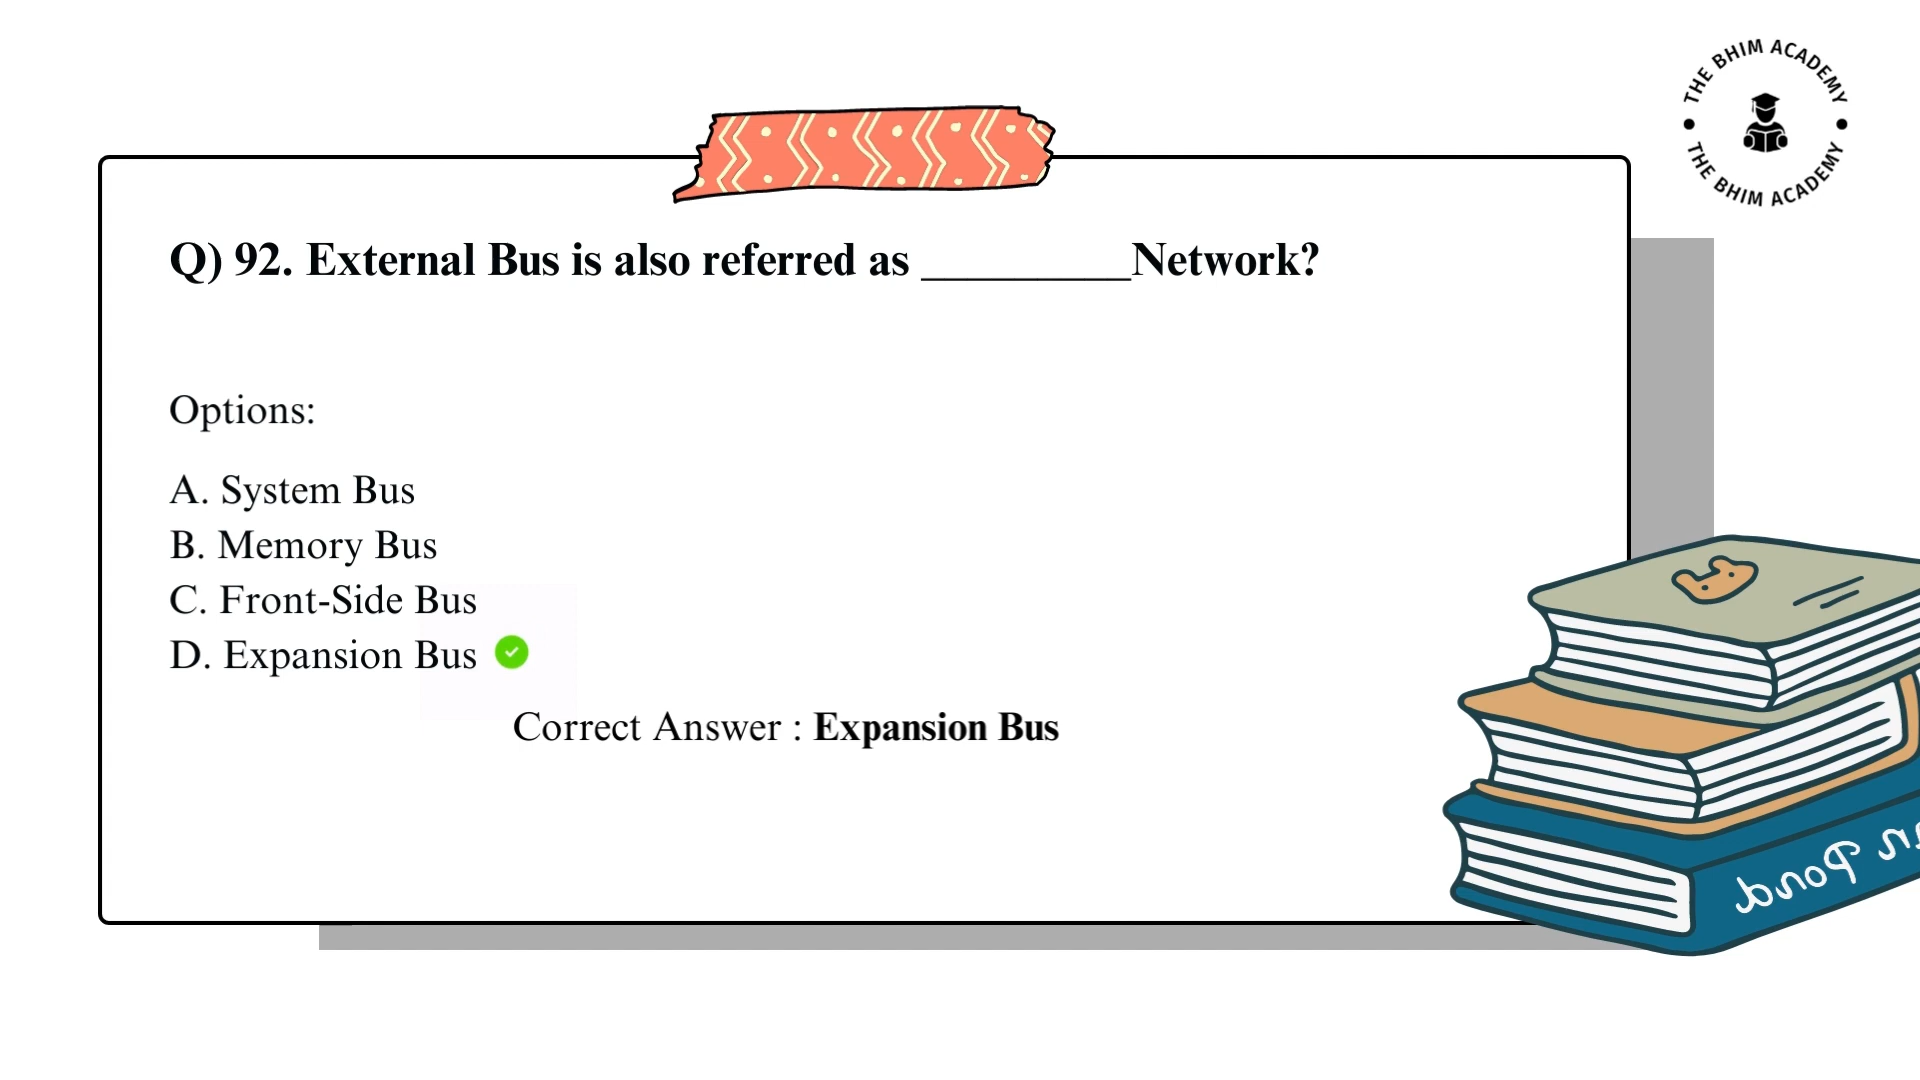 THE BHIM ACADEMY
THE BHIM ACADEMY
Q) 92. External Bus is also referred as _________Network?
Options:
A. System Bus
B. Memory Bus
C. Front-Side Bus
D. Expansion Bus
Correct Answer : Expansion Bus